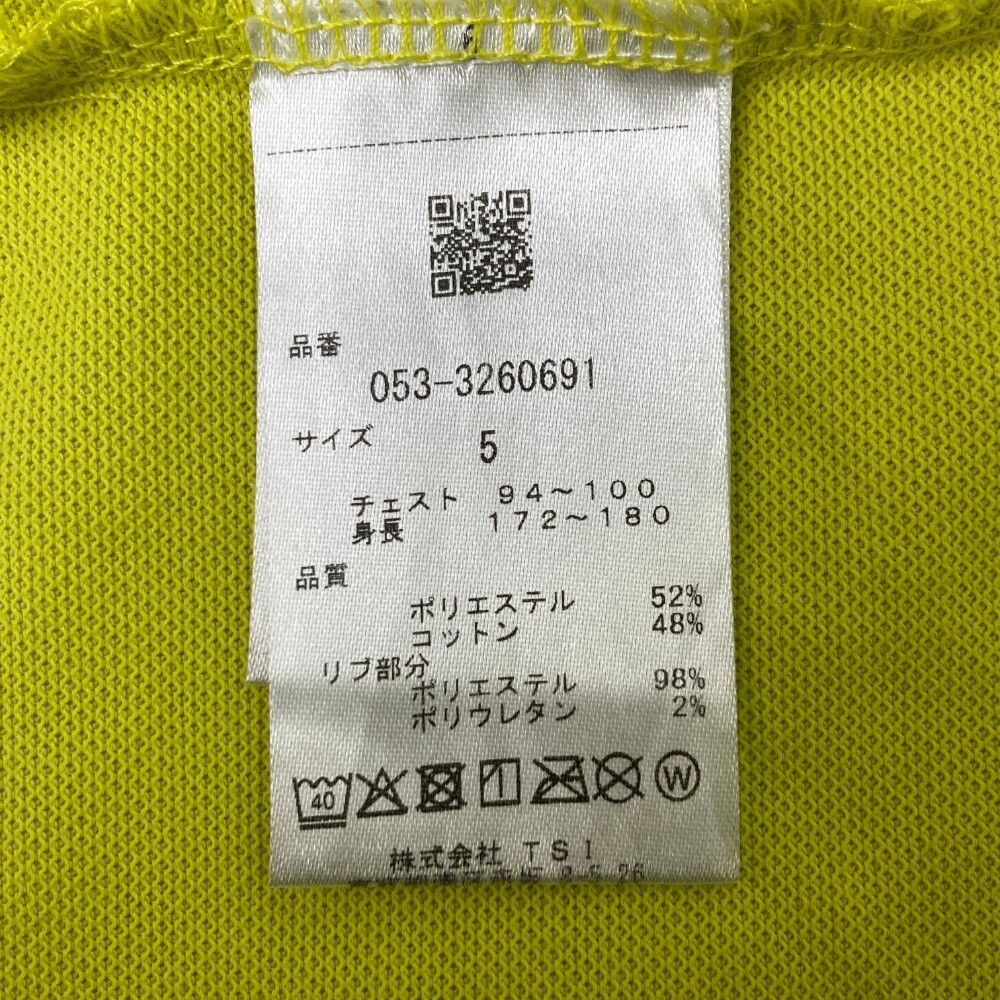 品番
053-3260691
サイズ 5
チェスト 94～100
身長 172～180
品質
ポリエステル 52%
コットン 48%
リブ部分
ポリエステル 98%
ポリウレタン 2%
40 W
株式会社 TSI